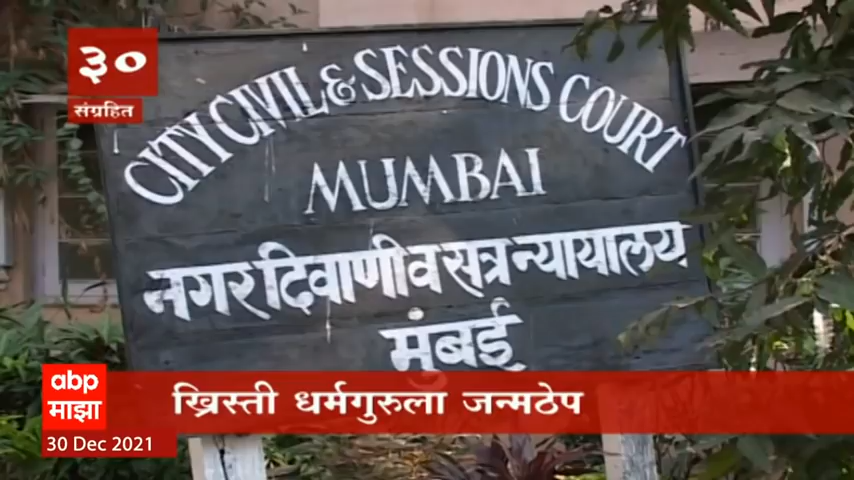 ३०
संग्रहित
CITY CIVIL & SESSIONS COURT
MUMBAI
नगर दिवाणी व सत्र न्यायालय
मुंबई
abp
माझा
ख्रिस्ती धर्मगुरुला जन्मठेप
30 Dec 2021